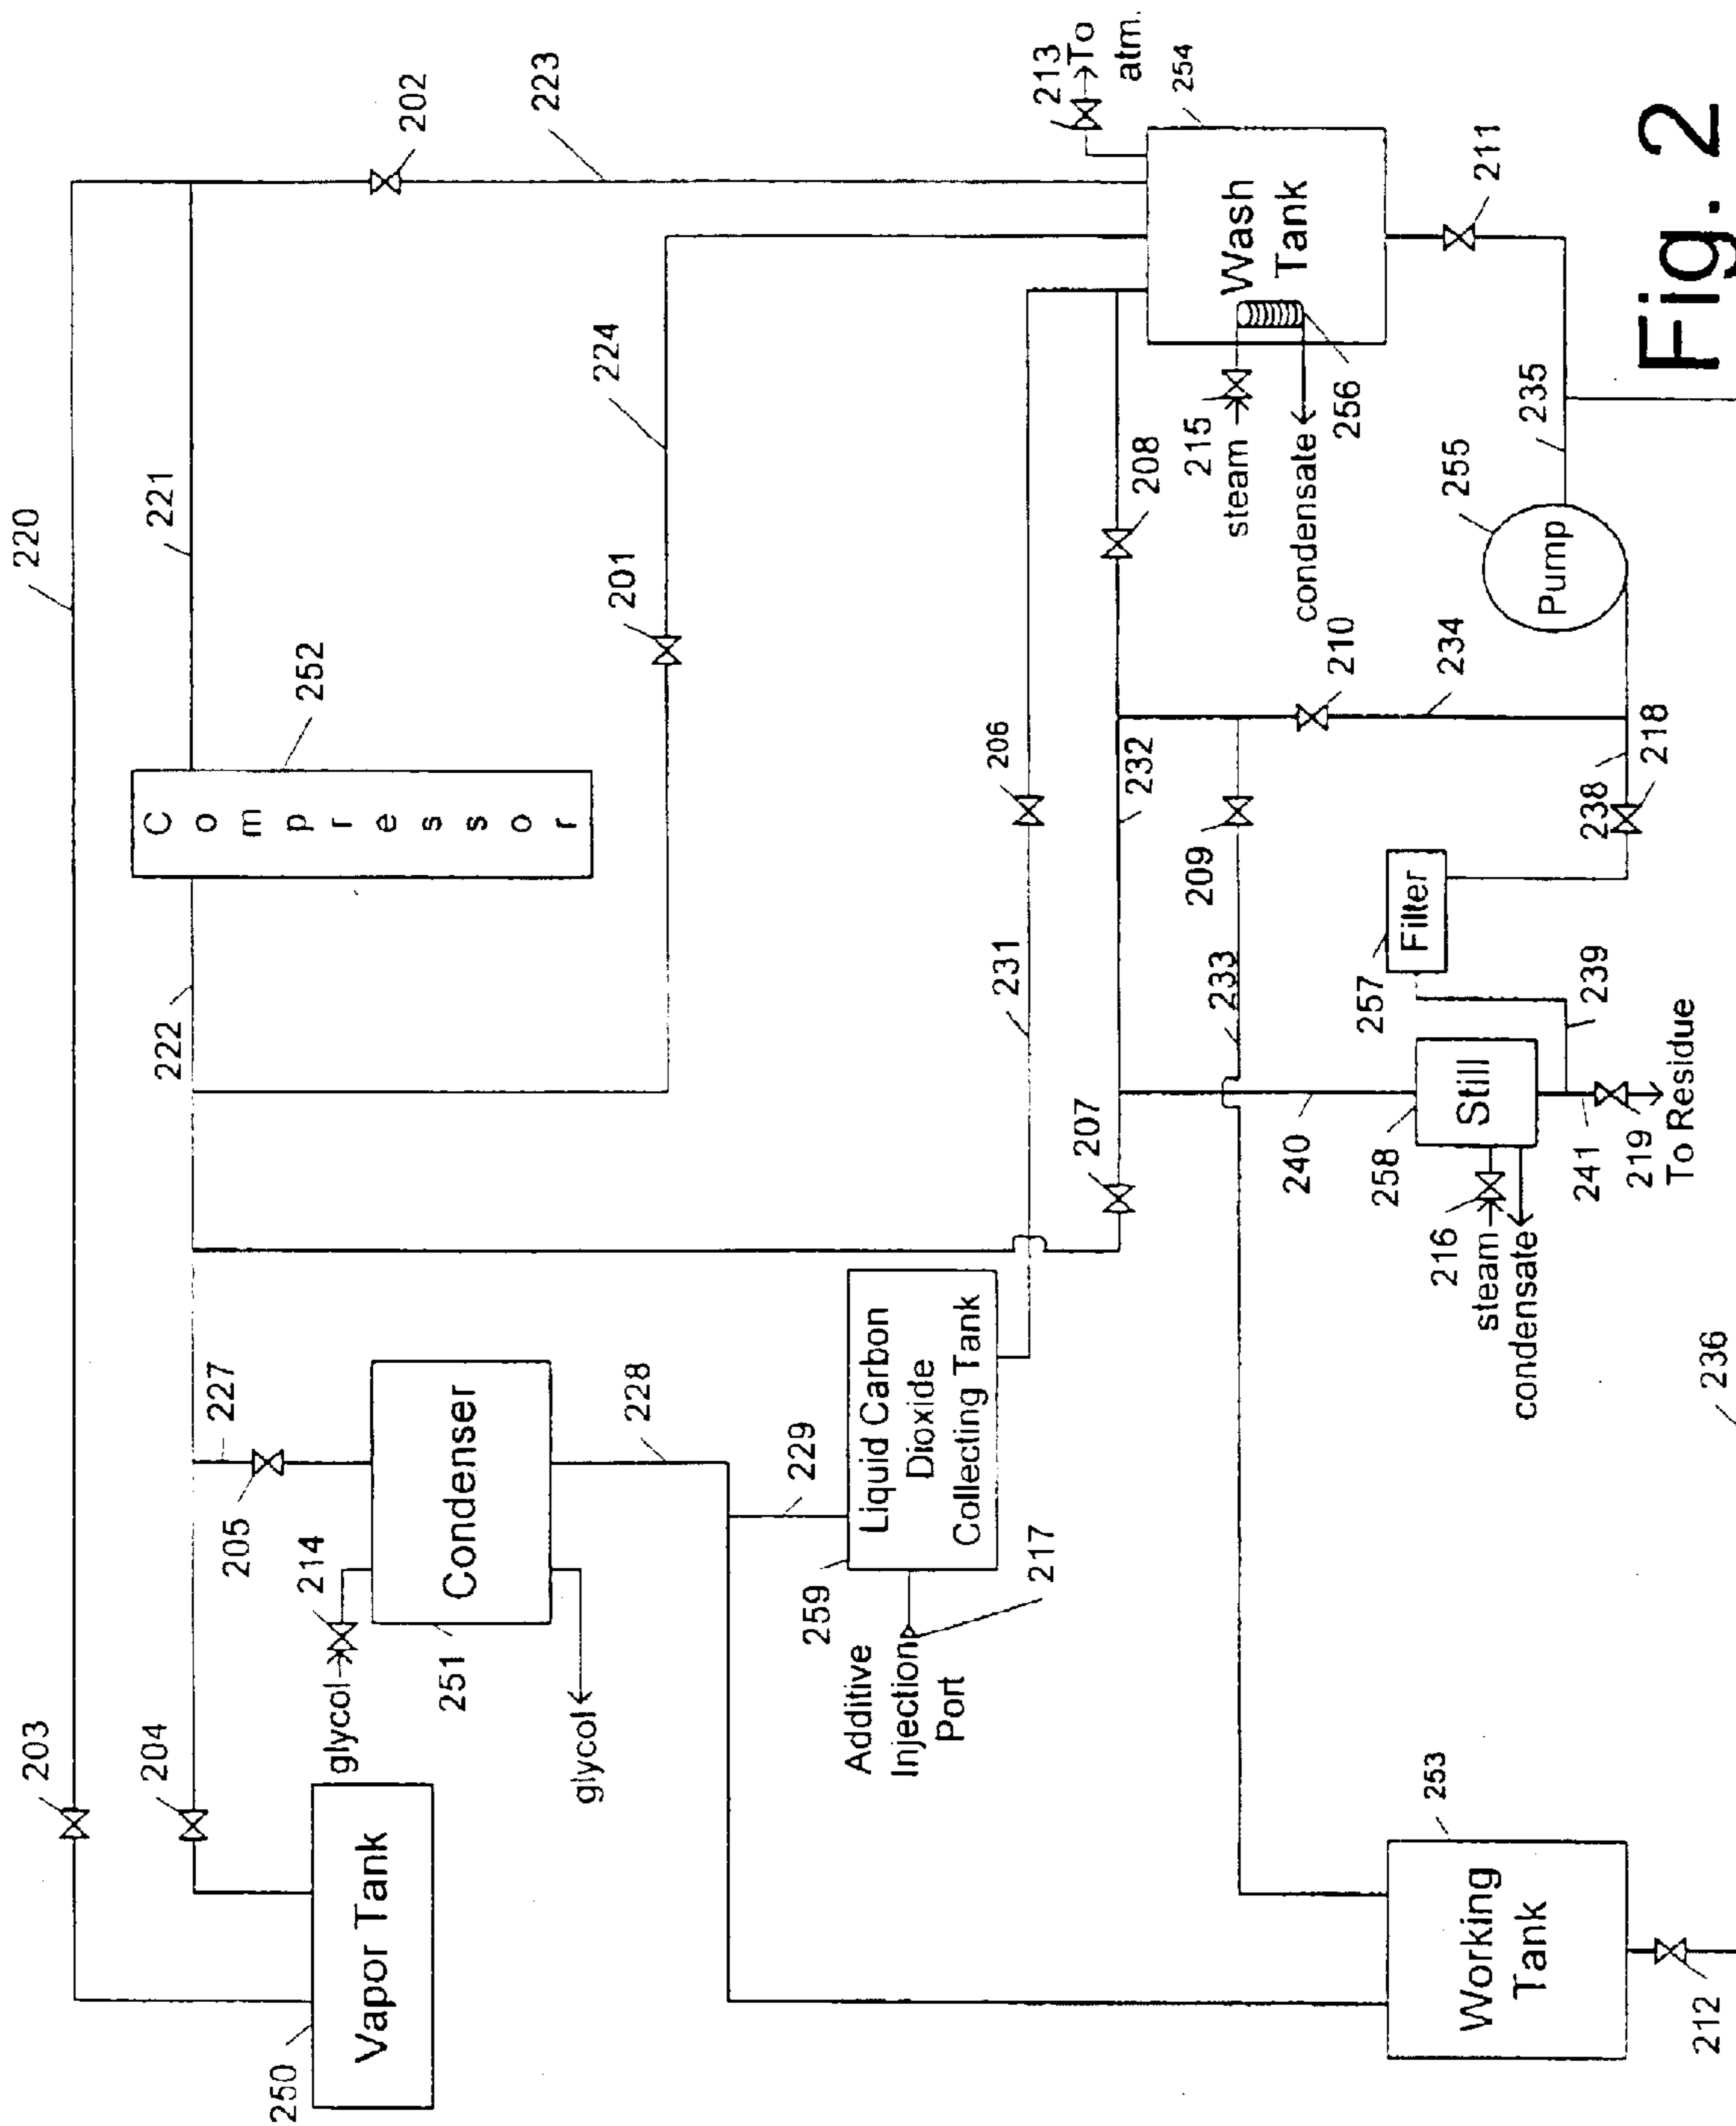 220
203
Vapor Tank
250
204
222
Compressor
252
221
202
223
227
205
214
glycol
Condenser
251
glycol
228
201
224
229
Liquid Carbon
Dioxide
Collecting Tank
259
Additive
Injection
Port
217
231
206
213
To
atm.
254
Wash
Tank
215
steam
condensate
256
207
232
208
233
209
210
234
211
235
255
Pump
218
238
Filter
257
239
240
Still
258
216
steam
condensate
241
219
To Residue
253
Working
Tank
212
236
Fig. 2